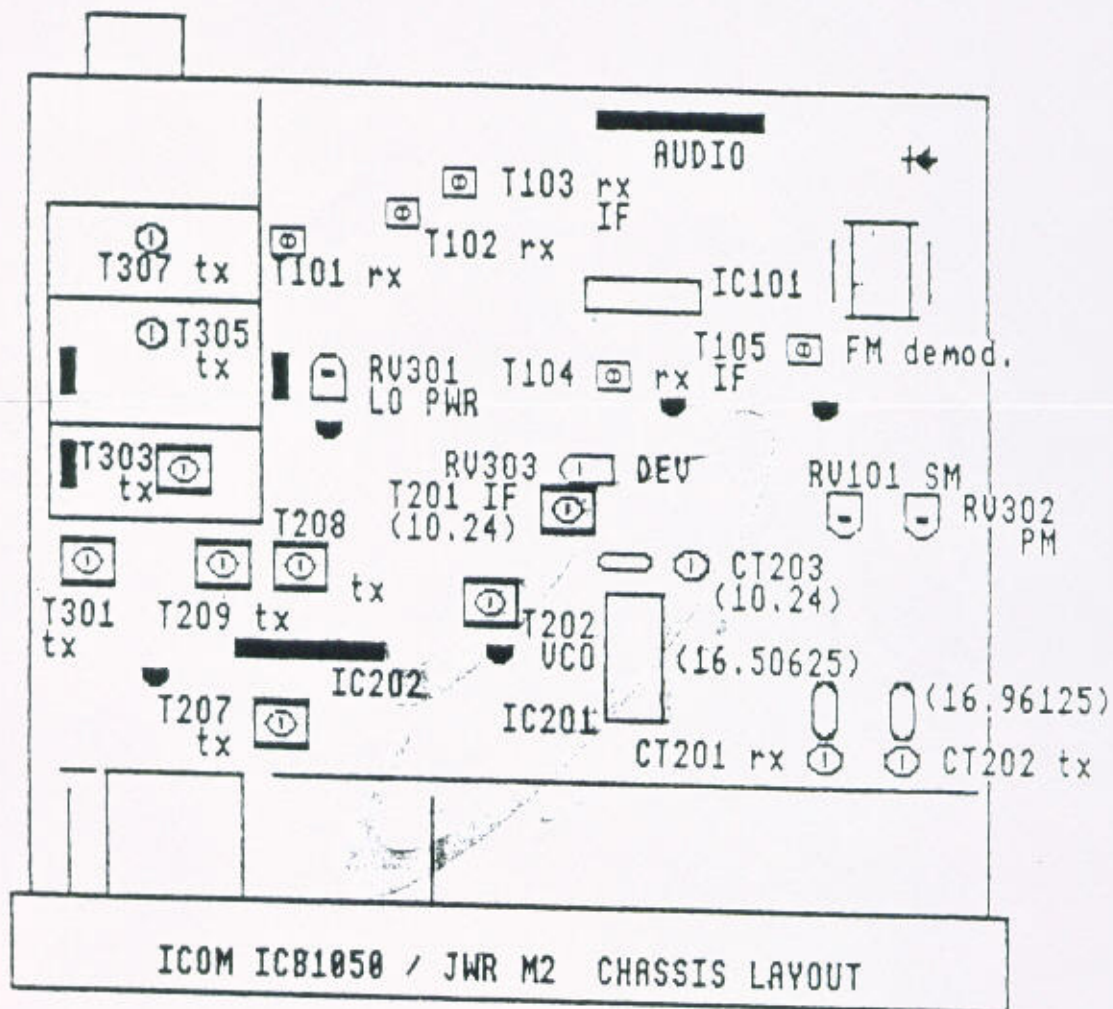 AUDIO
T103 rx
IF
T102 rx
T307 tx
T101 rx
IC101
T305
tx
T105 FM demod.
RV301
LO PWR
T104 rx IF
T303
tx
RV303 DEV
T201 IF
(10.24)
RV101 SM
RV302
PM
T208
tx
CT203
(10.24)
T301
tx
T209 tx
T202
VCO
(16.50625)
IC202
T207
tx
IC201
(16.96125)
CT201 rx
CT202 tx
ICOM ICB1050 / JWR M2 CHASSIS LAYOUT